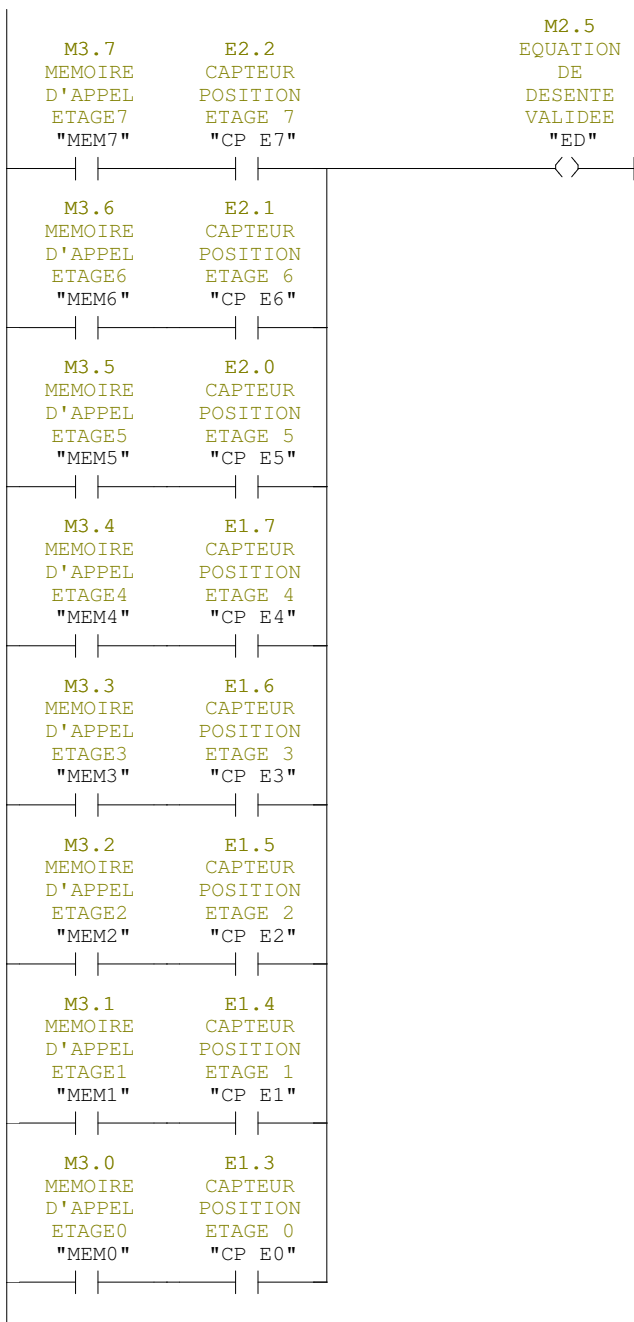 M2.5
M3.7 E2.2 EQUATION
MEMOIRE CAPTEUR DE
D'APPEL POSITION DESENTE
ETAGE7 ETAGE 7 VALIDEE
"MEM7" "CP E7" "ED"
M3.6 E2.1
MEMOIRE CAPTEUR
D'APPEL POSITION
ETAGE6 ETAGE 6
"MEM6" "CP E6"
M3.5 E2.0
MEMOIRE CAPTEUR
D'APPEL POSITION
ETAGE5 ETAGE 5
"MEM5" "CP E5"
M3.4 E1.7
MEMOIRE CAPTEUR
D'APPEL POSITION
ETAGE4 ETAGE 4
"MEM4" "CP E4"
M3.3 E1.6
MEMOIRE CAPTEUR
D'APPEL POSITION
ETAGE3 ETAGE 3
"MEM3" "CP E3"
M3.2 E1.5
MEMOIRE CAPTEUR
D'APPEL POSITION
ETAGE2 ETAGE 2
"MEM2" "CP E2"
M3.1 E1.4
MEMOIRE CAPTEUR
D'APPEL POSITION
ETAGE1 ETAGE 1
"MEM1" "CP E1"
M3.0 E1.3
MEMOIRE CAPTEUR
D'APPEL POSITION
ETAGE0 ETAGE 0
"MEM0" "CP E0"